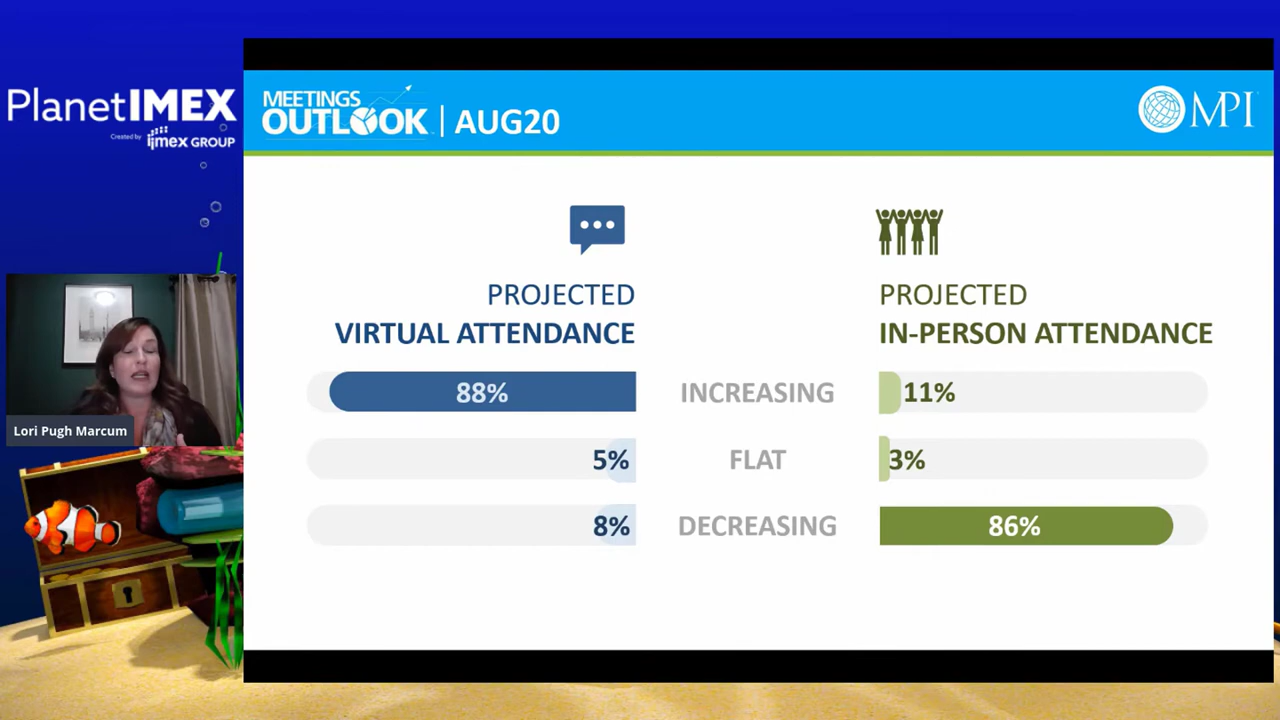 PlanetIMEX
Created by imex GROUP
MEETINGS
OUTLOOK | AUG20
MPI
PROJECTED
VIRTUAL ATTENDANCE
PROJECTED
IN-PERSON ATTENDANCE
88% INCREASING 11%
5% FLAT 3%
8% DECREASING 86%
Lori Pugh Marcum